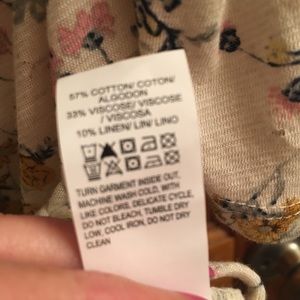 57% COTTON/ COTON/
ALGODON
33% VISCOSE/ VISCOSE
/ VISCOSA
10% LINEN/ LIN/ LINO
TURN GARMENT INSIDE OUT,
MACHINE WASH COLD, WITH
LIKE COLORS, DELICATE CYCLE,
DO NOT BLEACH, TUMBLE DRY
LOW, COOL IRON, DO NOT DRY
CLEAN